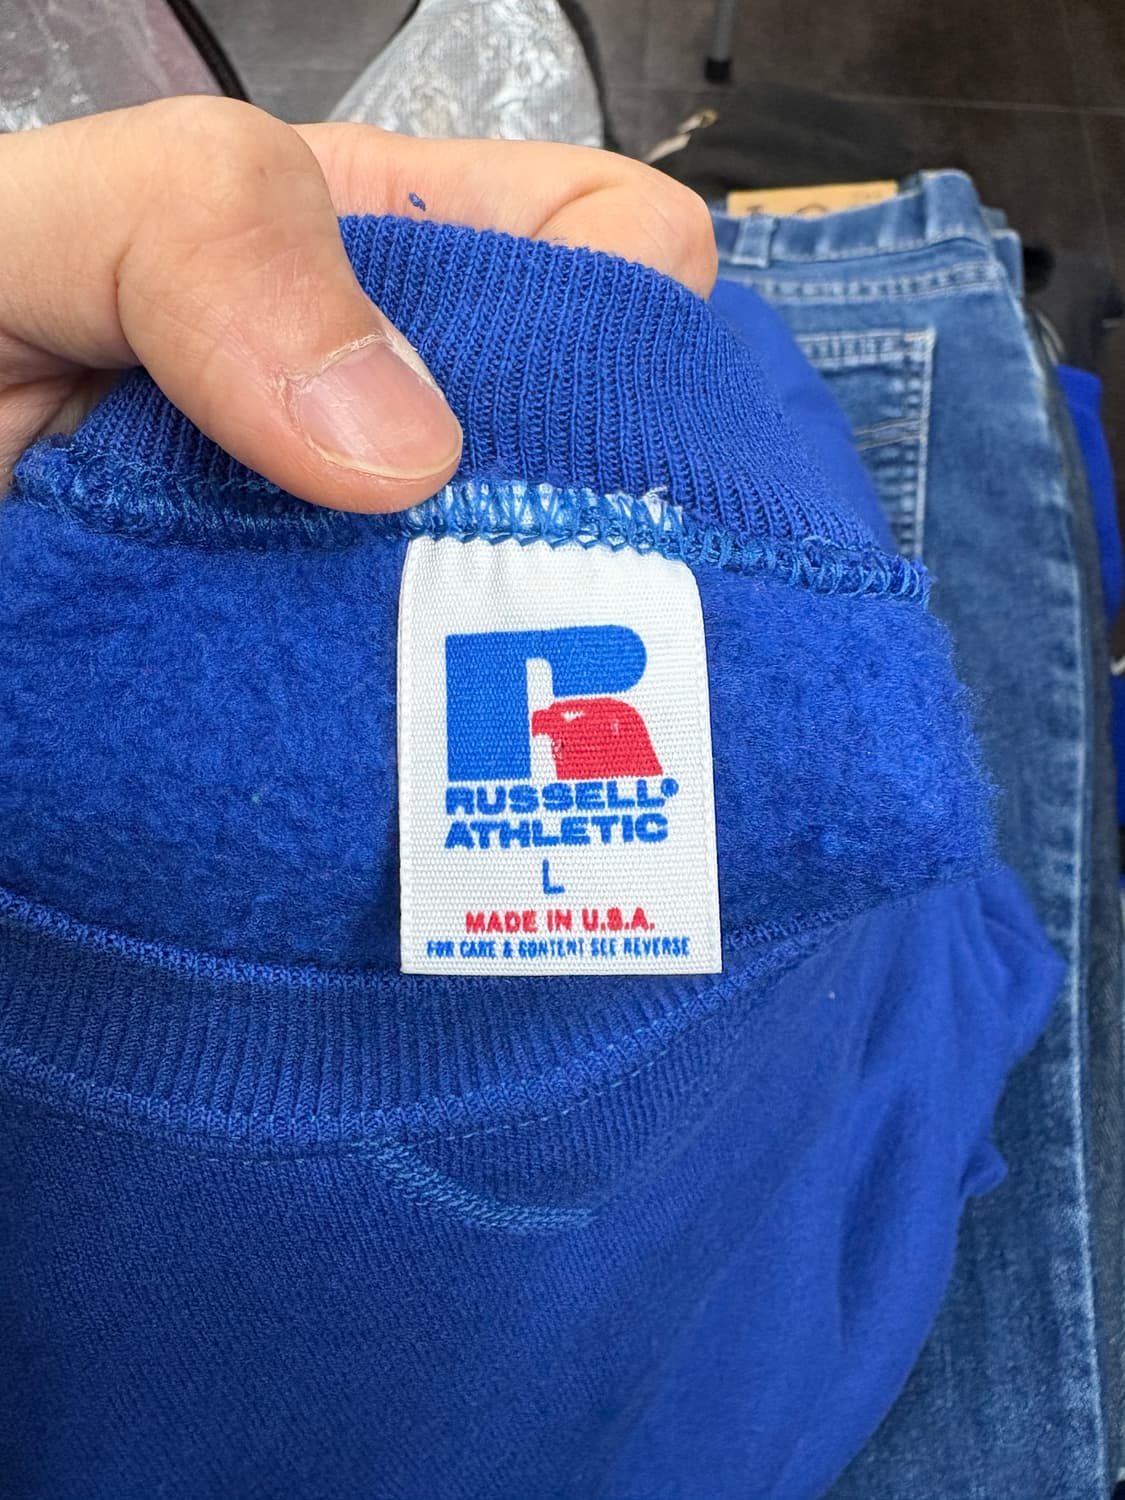 RUSSELL®
ATHLETIC
L
MADE IN U.S.A.
FOR CARE & CONTENT SEE REVERSE